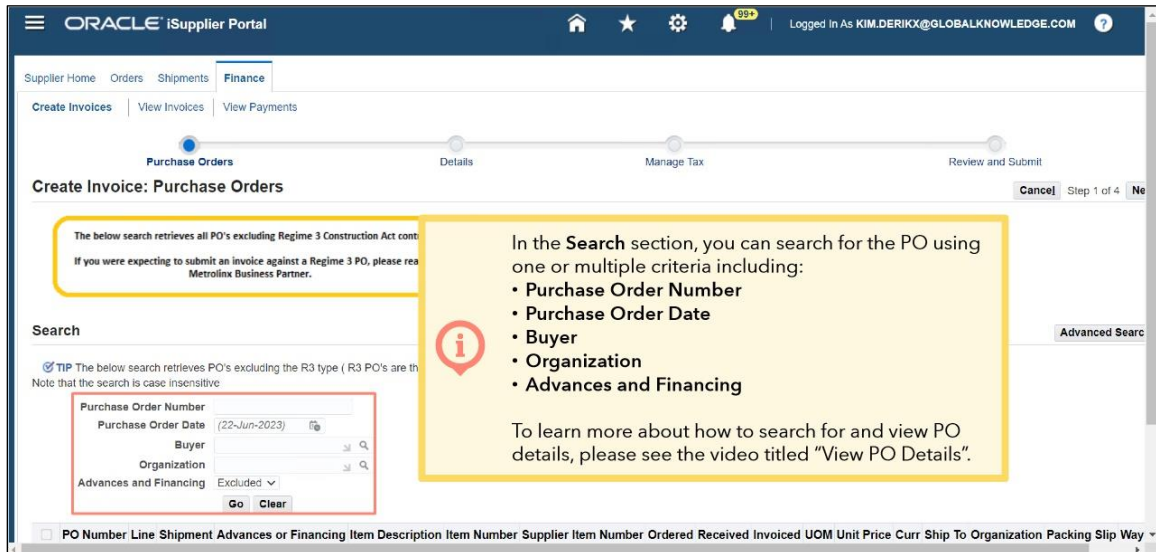 ORACLE iSupplier Portal
99+
Logged In As KIM.DERIKX@GLOBALKNOWLEDGE.COM
?
Supplier Home Orders Shipments Finance
Create Invoices View Invoices View Payments
Purchase Orders Details Manage Tax Review and Submit
Create Invoice: Purchase Orders
Cancel Step 1 of 4 Ne
The below search retrieves all PO's excluding Regime 3 Construction Act cont
If you were expecting to submit an invoice against a Regime 3 PO, please rea
Metrolinx Business Partner.
In the Search section, you can search for the PO using
one or multiple criteria including:
• Purchase Order Number
• Purchase Order Date
• Buyer
• Organization
• Advances and Financing
To learn more about how to search for and view PO
details, please see the video titled "View PO Details".
i
Search
Advanced Searc
TIP The below search retrieves PO's excluding the R3 type ( R3 PO's are th
Note that the search is case insensitive
Purchase Order Number
Purchase Order Date (22-Jun-2023)
Buyer
Organization
Advances and Financing Excluded
Go Clear
PO Number Line Shipment Advances or Financing Item Description Item Number Supplier Item Number Ordered Received Invoiced UOM Unit Price Curr Ship To Organization Packing Slip Way